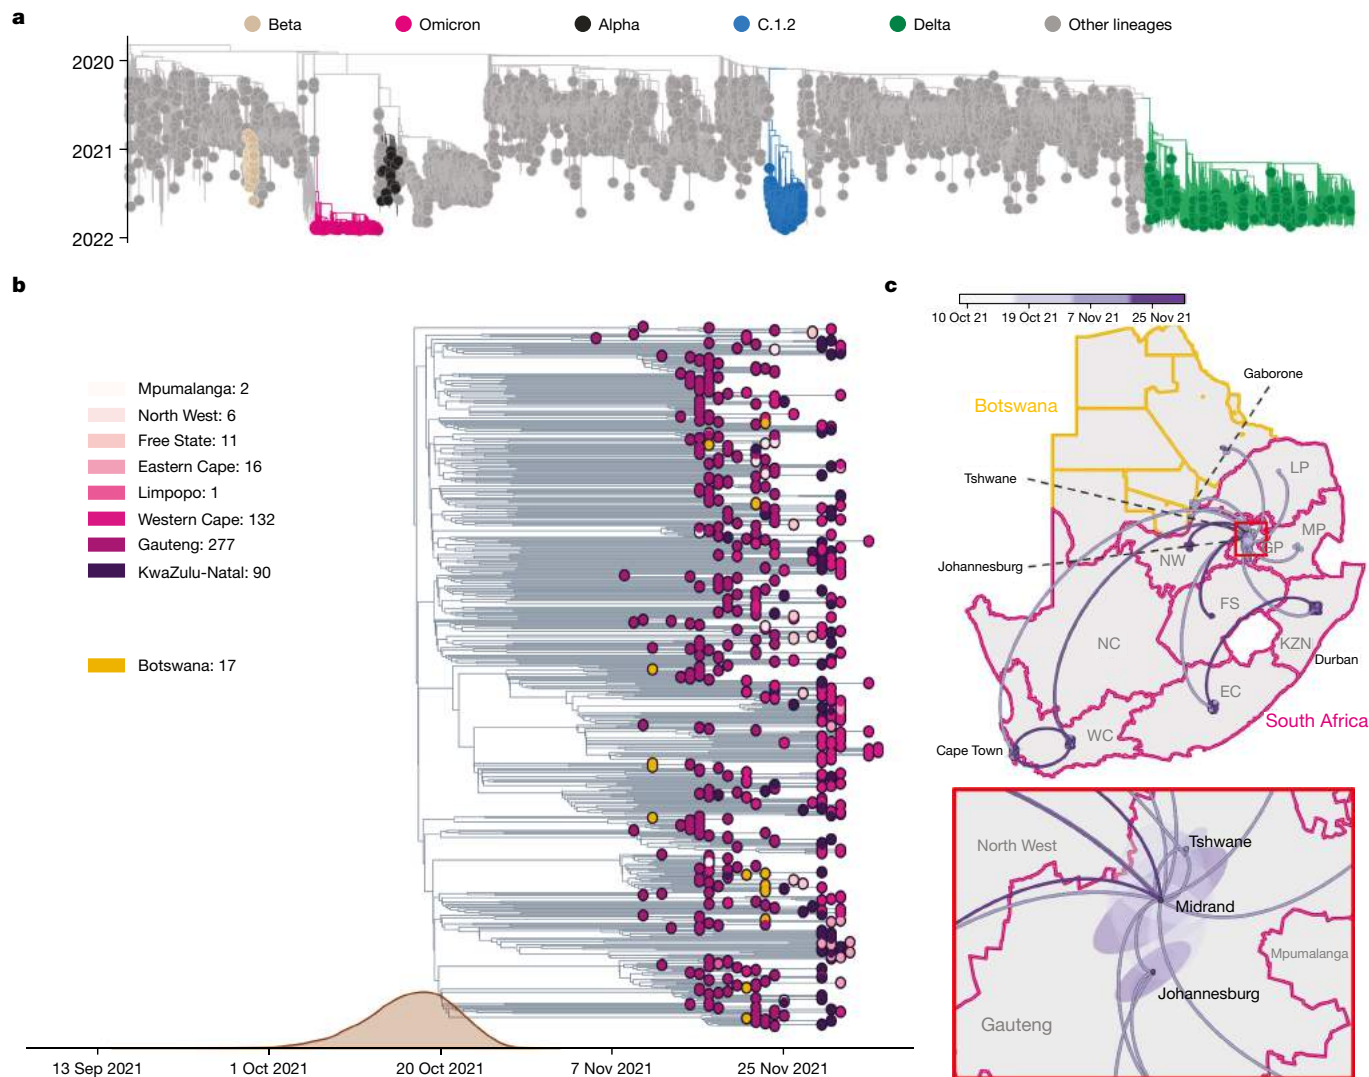 a
Beta
Omicron
Alpha
C.1.2
Delta
Other lineages
2020
2021
2022
b
Mpumalanga: 2
North West: 6
Free State: 11
Eastern Cape: 16
Limpopo: 1
Western Cape: 132
Gauteng: 277
KwaZulu-Natal: 90
Botswana: 17
13 Sep 2021
1 Oct 2021
20 Oct 2021
7 Nov 2021
25 Nov 2021
c
10 Oct 21
19 Oct 21
7 Nov 21
25 Nov 21
Gaborone
Botswana
Tshwane
LP
MP
GP
NW
Johannesburg
FS
NC
KZN
Durban
EC
South Africa
WC
Cape Town
North West
Tshwane
Midrand
Mpumalanga
Johannesburg
Gauteng